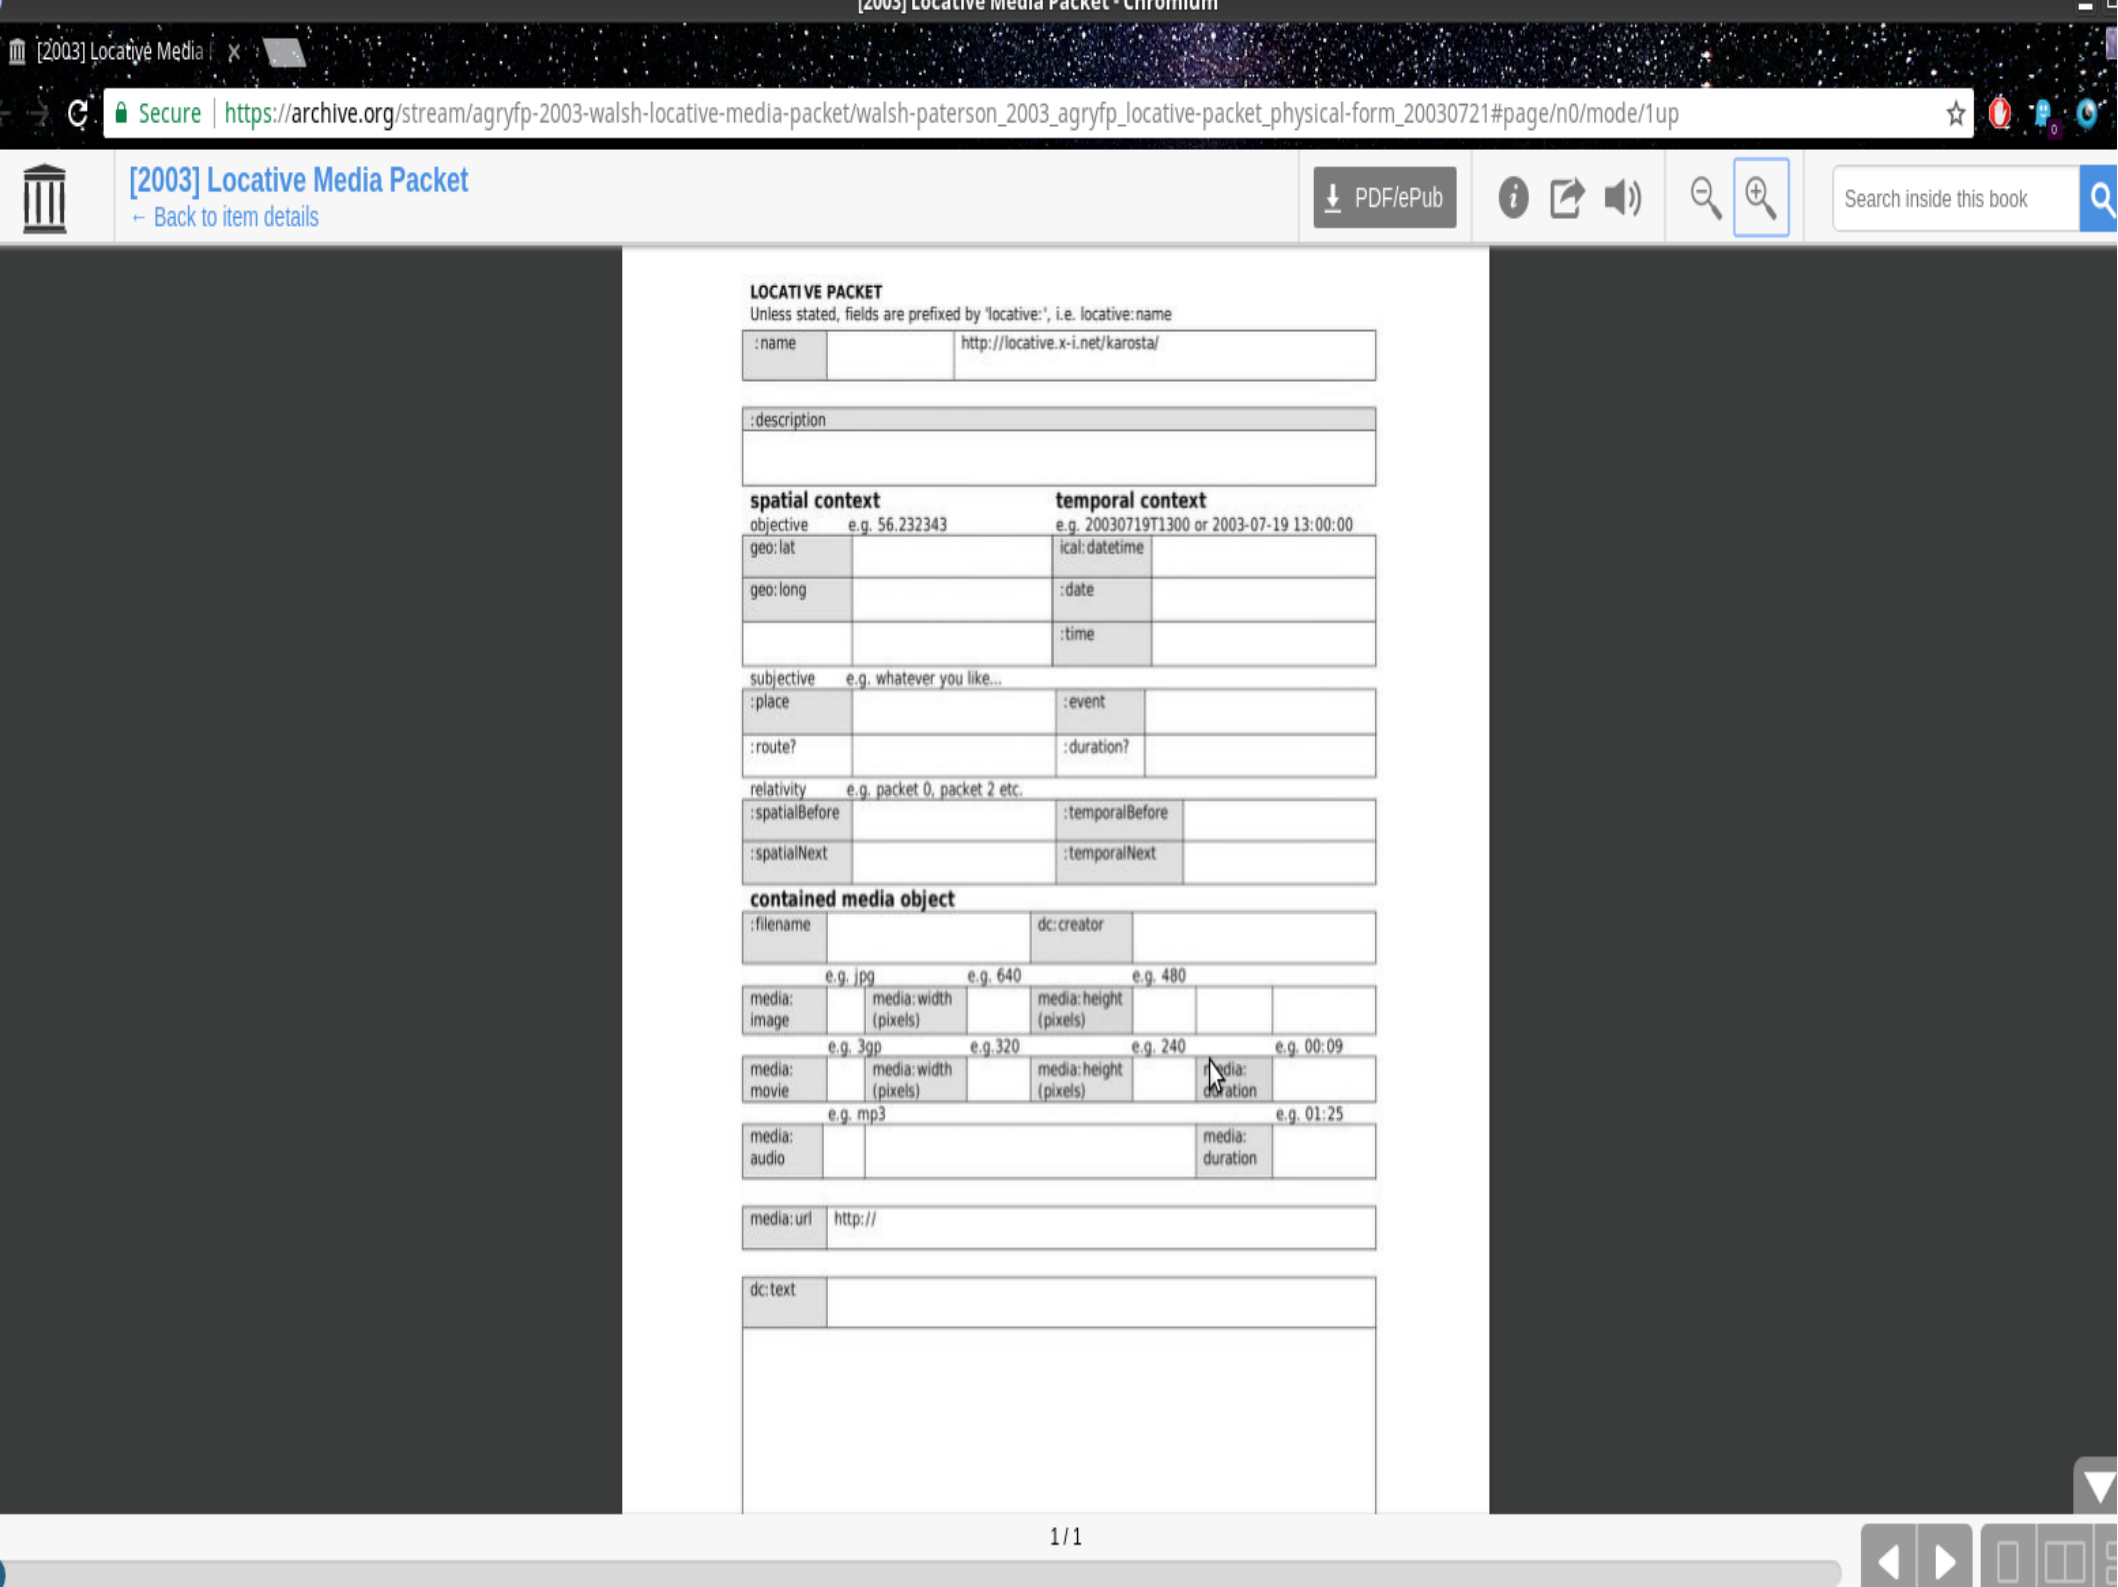 [2003] Locative Media Packet - Chromium
[2003] Locative Media
Secure https://archive.org/stream/agryfp-2003-walsh-locative-media-packet/walsh-paterson_2003_agryfp_locative-packet_physical-form_20030721#page/n0/mode/1up
0
[2003] Locative Media Packet
← Back to item details
PDF/ePub
Search inside this book
LOCATIVE PACKET
Unless stated, fields are prefixed by 'locative:', i.e. locative:name
:name http://locative.x-i.net/karosta/
:description
spatial context temporal context
objective e.g. 56.232343 e.g. 20030719T1300 or 2003-07-19 13:00:00
geo:lat ical:datetime
geo:long :date
:time
subjective e.g. whatever you like...
:place :event
:route? :duration?
relativity e.g. packet 0, packet 2 etc.
:spatialBefore :temporalBefore
:spatialNext :temporalNext
contained media object
:filename dc:creator
e.g. jpg e.g. 640 e.g. 480
media: media:width media:height
image (pixels) (pixels)
e.g. 3gp e.g.320 e.g. 240 e.g. 00:09
media: media:width media:height media:
movie (pixels) (pixels) duration
e.g. mp3 e.g. 01:25
media: media:
audio duration
media:url http://
dc:text
1 / 1